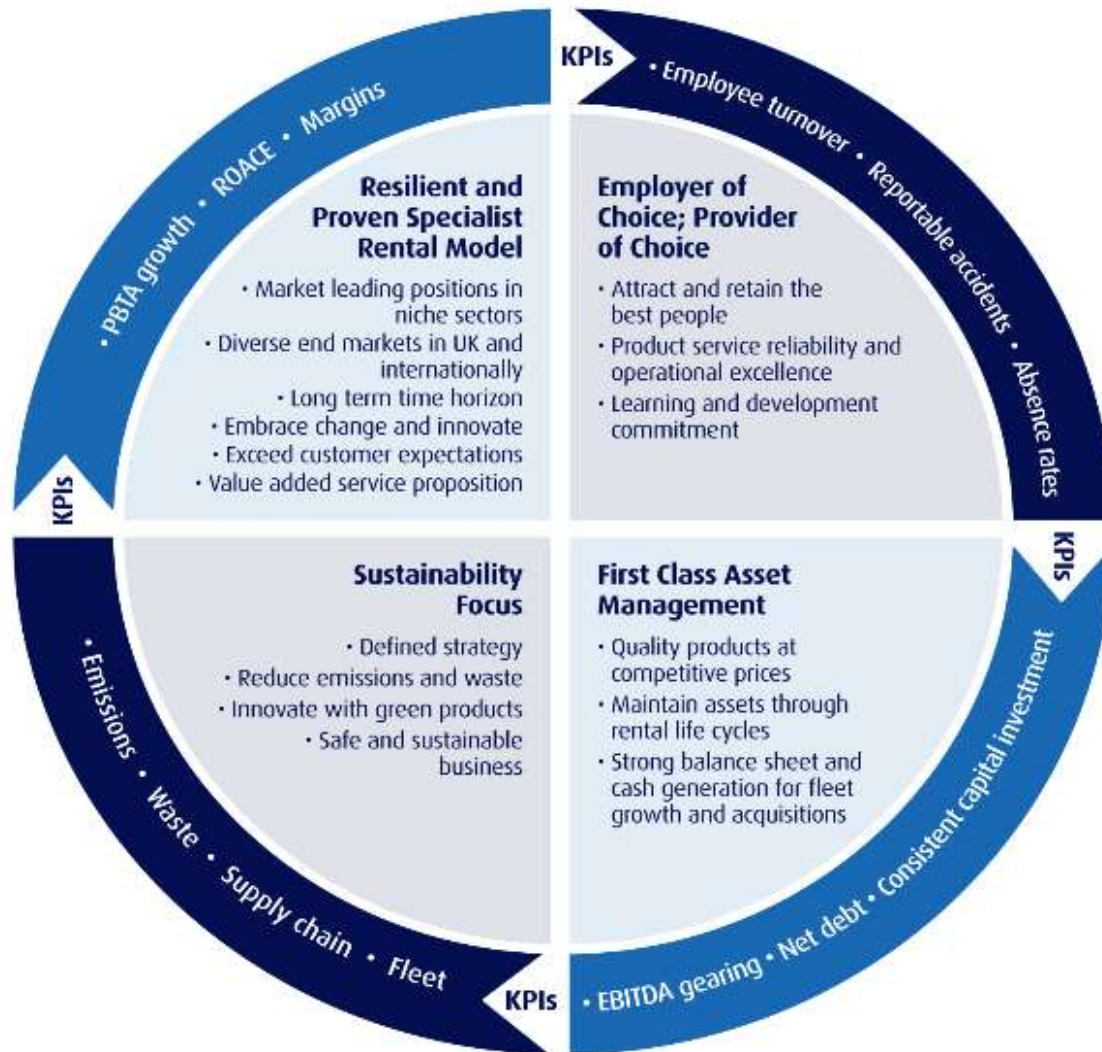 KPIs
• PBTA growth • ROACE • Margins
Resilient and
Proven Specialist
Rental Model
• Market leading positions in
niche sectors
• Diverse end markets in UK and
internationally
• Long term time horizon
• Embrace change and innovate
• Exceed customer expectations
• Value added service proposition
KPIs
• Employee turnover • Reportable accidents • Absence rates
Employer of
Choice; Provider
of Choice
• Attract and retain the
best people
• Product service reliability and
operational excellence
• Learning and development
commitment
KPIs
• Emissions • Waste • Supply chain • Fleet
Sustainability
Focus
• Defined strategy
• Reduce emissions and waste
• Innovate with green products
• Safe and sustainable
business
KPIs
• EBITDA gearing • Net debt • Consistent capital investment
First Class Asset
Management
• Quality products at
competitive prices
• Maintain assets through
rental life cycles
• Strong balance sheet and
cash generation for fleet
growth and acquisitions